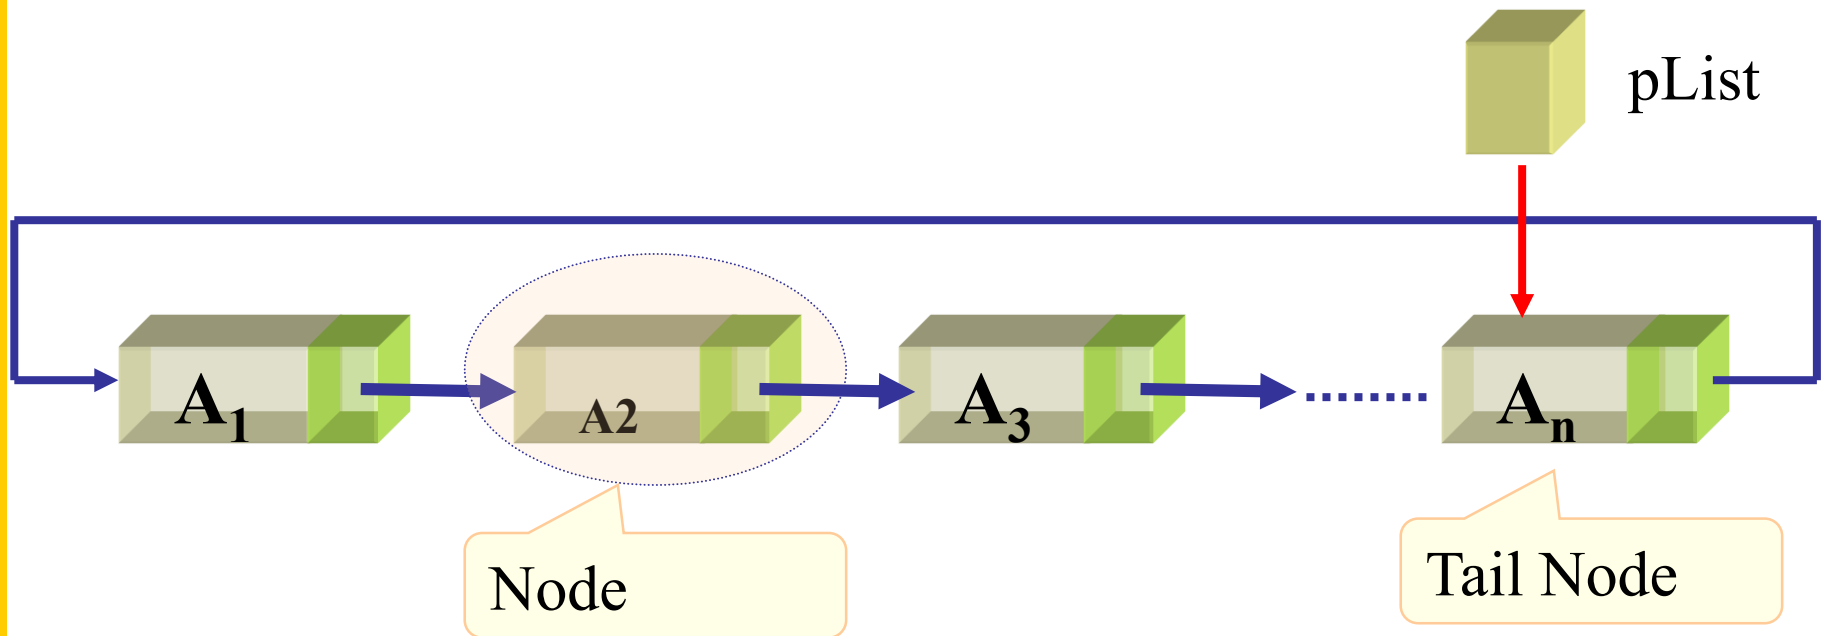 pList
A₁
A2
A₃
Aₙ
Node
Tail Node